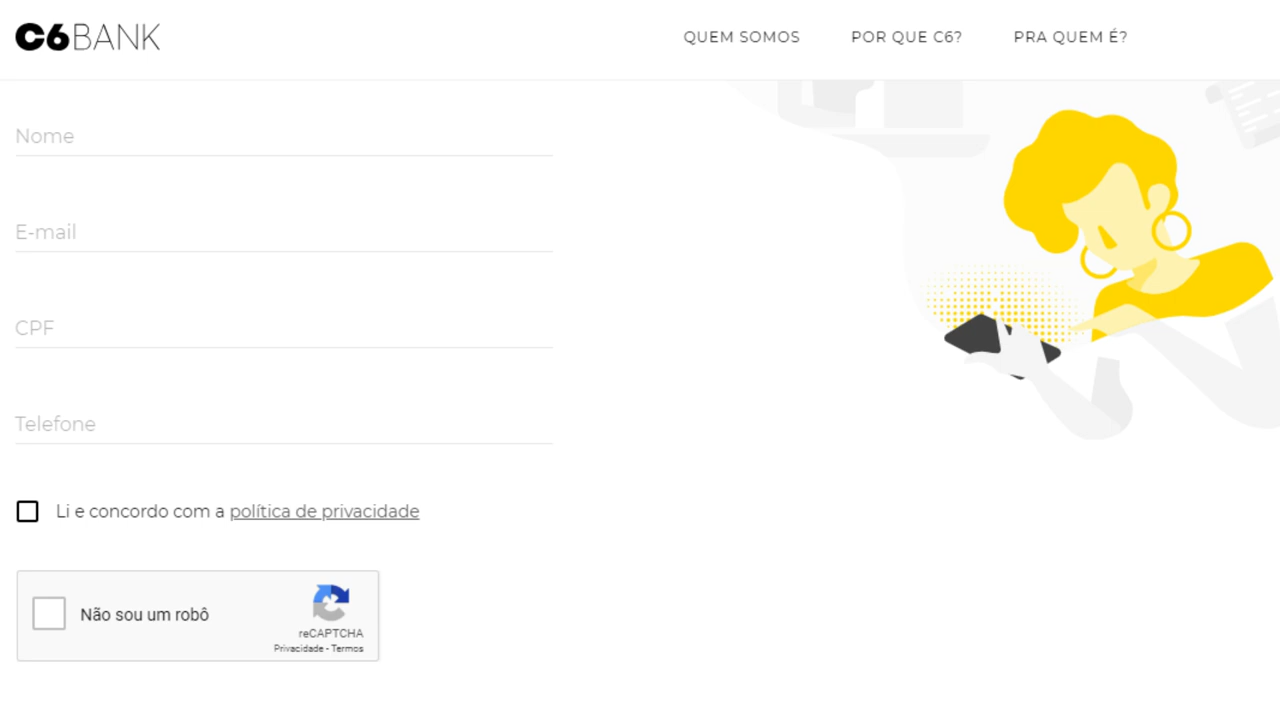 C6BANK
QUEM SOMOS
POR QUE C6?
PRA QUEM É?
Nome
E-mail
CPF
Telefone
Li e concordo com a política de privacidade
Não sou um robô
reCAPTCHA
Privacidade - Termos